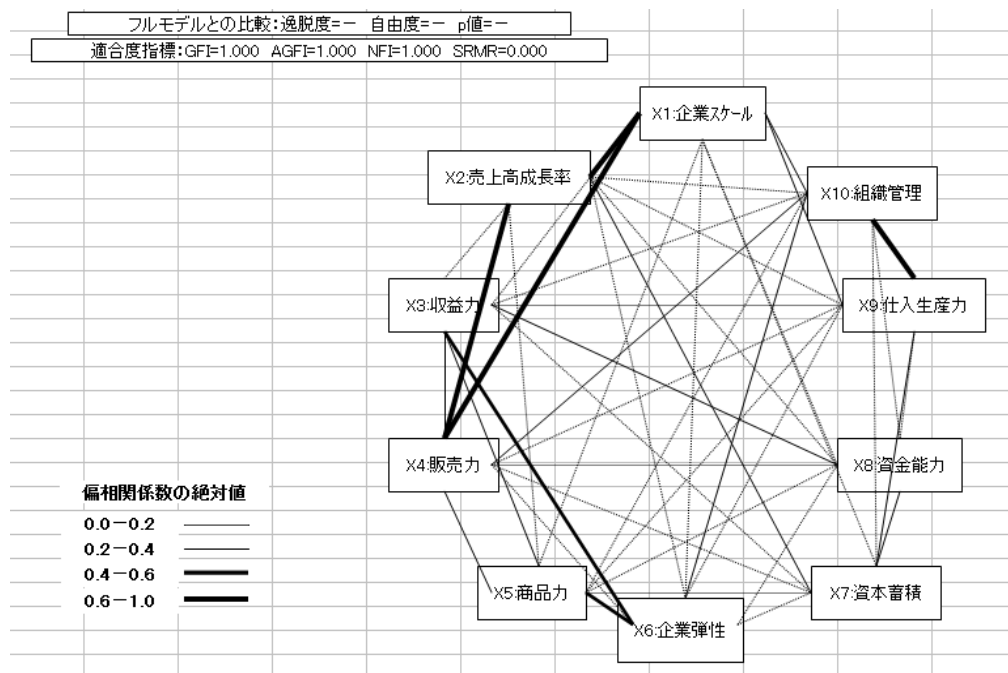 フルモデルとの比較:逸脱度=− 自由度=− p値=−
適合度指標:GFI=1.000 AGFI=1.000 NFI=1.000 SRMR=0.000
X1:企業スケール
X2:売上高成長率
X10:組織管理
X3:収益力
X9:仕入生産力
X4:販売力
X8:資金能力
偏相関係数の絶対値
0.0−0.2
0.2−0.4
0.4−0.6
0.6−1.0
X5:商品力
X7:資本蓄積
X6:企業弾性